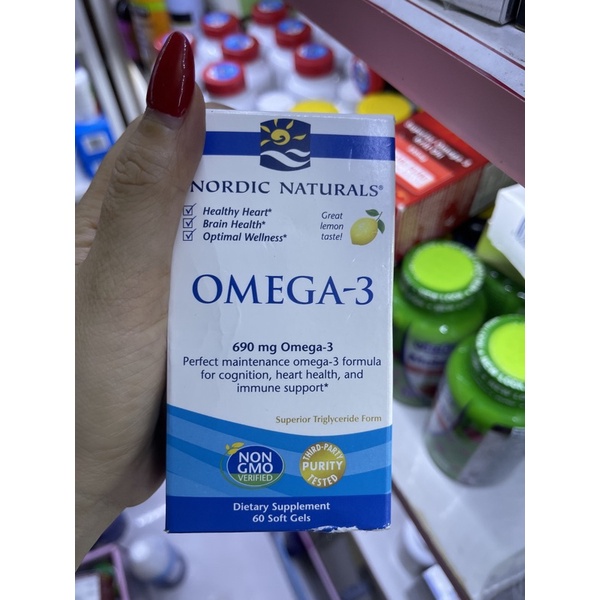 NORDIC NATURALS®
Healthy Heart*
Brain Health*
Optimal Wellness*
Great
lemon
taste!
OMEGA-3
690 mg Omega-3
Perfect maintenance omega-3 formula
for cognition, heart health, and
immune support*
Superior Triglyceride Form
NON
GMO
VERIFIED
THIRD-PARTY
PURITY
TESTED
Dietary Supplement
60 Soft Gels